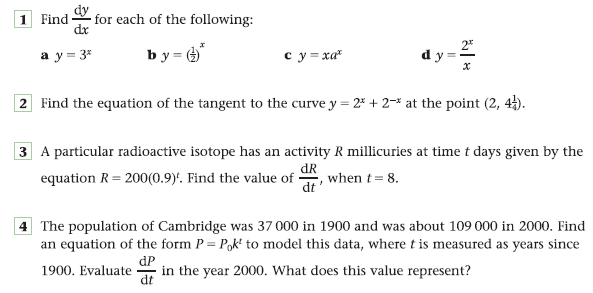 1 Find dy/dx for each of the following:
a y = 3ˣ b y = (½)ˣ c y = xaˣ d y = 2ˣ/x
2 Find the equation of the tangent to the curve y = 2ˣ + 2⁻ˣ at the point (2, 4¼).
3 A particular radioactive isotope has an activity R millicuries at time t days given by the
equation R = 200(0.9)ᵗ. Find the value of dR/dt, when t = 8.
4 The population of Cambridge was 37 000 in 1900 and was about 109 000 in 2000. Find
an equation of the form P = P₀kᵗ to model this data, where t is measured as years since
1900. Evaluate dP/dt in the year 2000. What does this value represent?